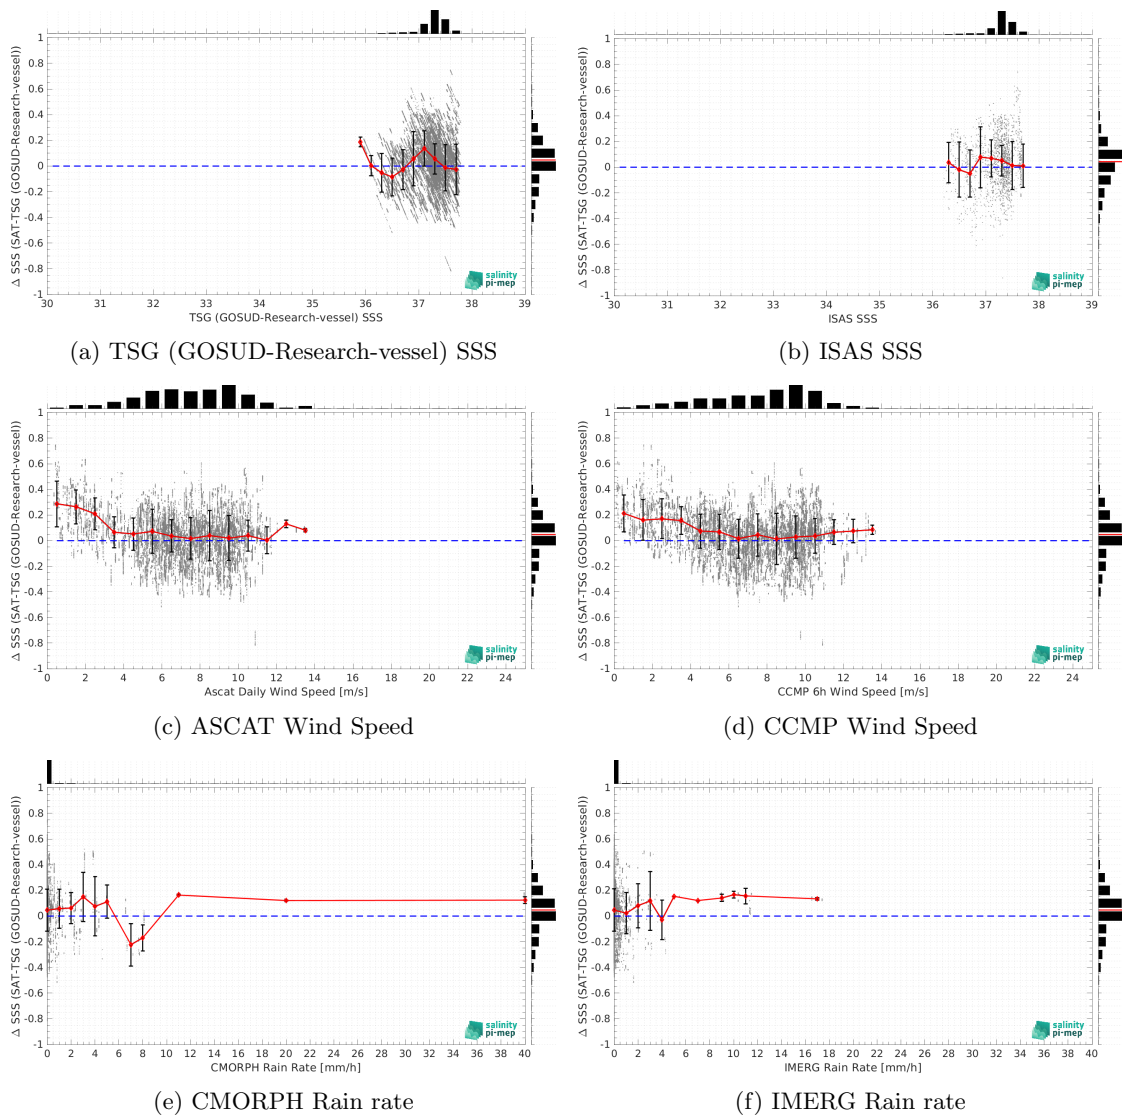 1
0.8
0.6
0.4
0.2
0
-0.2
-0.4
-0.6
-0.8
-1
Δ SSS (SAT-TSG (GOSUD-Research-vessel))
30 31 32 33 34 35 36 37 38 39
TSG (GOSUD-Research-vessel) SSS
salinity
pi-mep
(a) TSG (GOSUD-Research-vessel) SSS
1
0.8
0.6
0.4
0.2
0
-0.2
-0.4
-0.6
-0.8
-1
Δ SSS (SAT-TSG (GOSUD-Research-vessel))
30 31 32 33 34 35 36 37 38 39
ISAS SSS
salinity
pi-mep
(b) ISAS SSS
1
0.8
0.6
0.4
0.2
0
-0.2
-0.4
-0.6
-0.8
-1
Δ SSS (SAT-TSG (GOSUD-Research-vessel))
0 2 4 6 8 10 12 14 16 18 20 22 24
Ascat Daily Wind Speed [m/s]
salinity
pi-mep
(c) ASCAT Wind Speed
1
0.8
0.6
0.4
0.2
0
-0.2
-0.4
-0.6
-0.8
-1
Δ SSS (SAT-TSG (GOSUD-Research-vessel))
0 2 4 6 8 10 12 14 16 18 20 22 24
CCMP 6h Wind Speed [m/s]
salinity
pi-mep
(d) CCMP Wind Speed
1
0.8
0.6
0.4
0.2
0
-0.2
-0.4
-0.6
-0.8
-1
Δ SSS (SAT-TSG (GOSUD-Research-vessel))
0 2 4 6 8 10 12 14 16 18 20 22 24 26 28 30 32 34 36 38 40
CMORPH Rain Rate [mm/h]
salinity
pi-mep
(e) CMORPH Rain rate
1
0.8
0.6
0.4
0.2
0
-0.2
-0.4
-0.6
-0.8
-1
Δ SSS (SAT-TSG (GOSUD-Research-vessel))
0 2 4 6 8 10 12 14 16 18 20 22 24 26 28 30 32 34 36 38 40
IMERG Rain Rate [mm/h]
salinity
pi-mep
(f) IMERG Rain rate